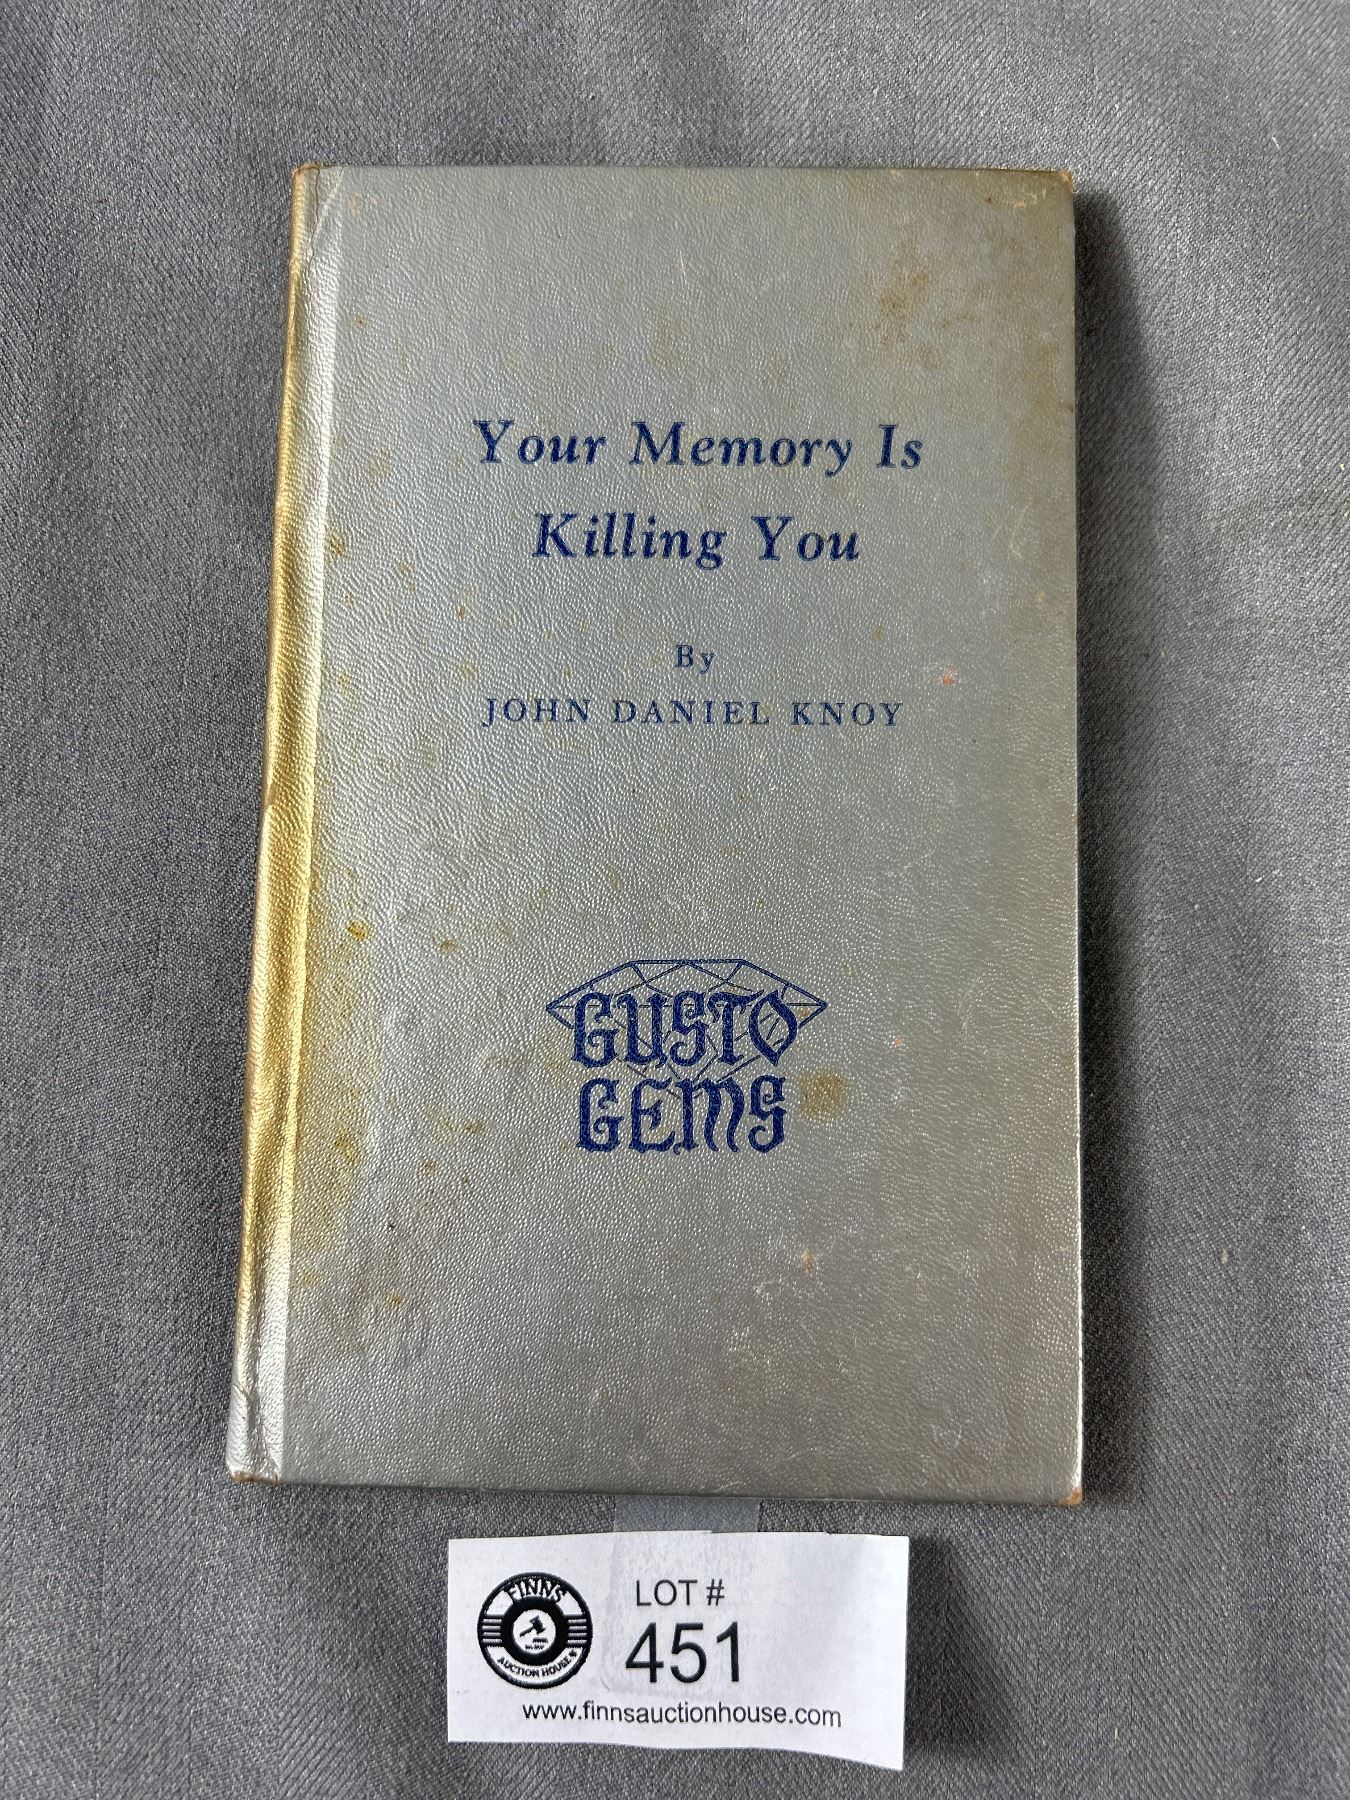 Your Memory Is
Killing You
By
JOHN DANIEL KNOY
GUSTO
GEMS
FINNS
AUCTION HOUSE
LOT #
451
www.finnsauctionhouse.com